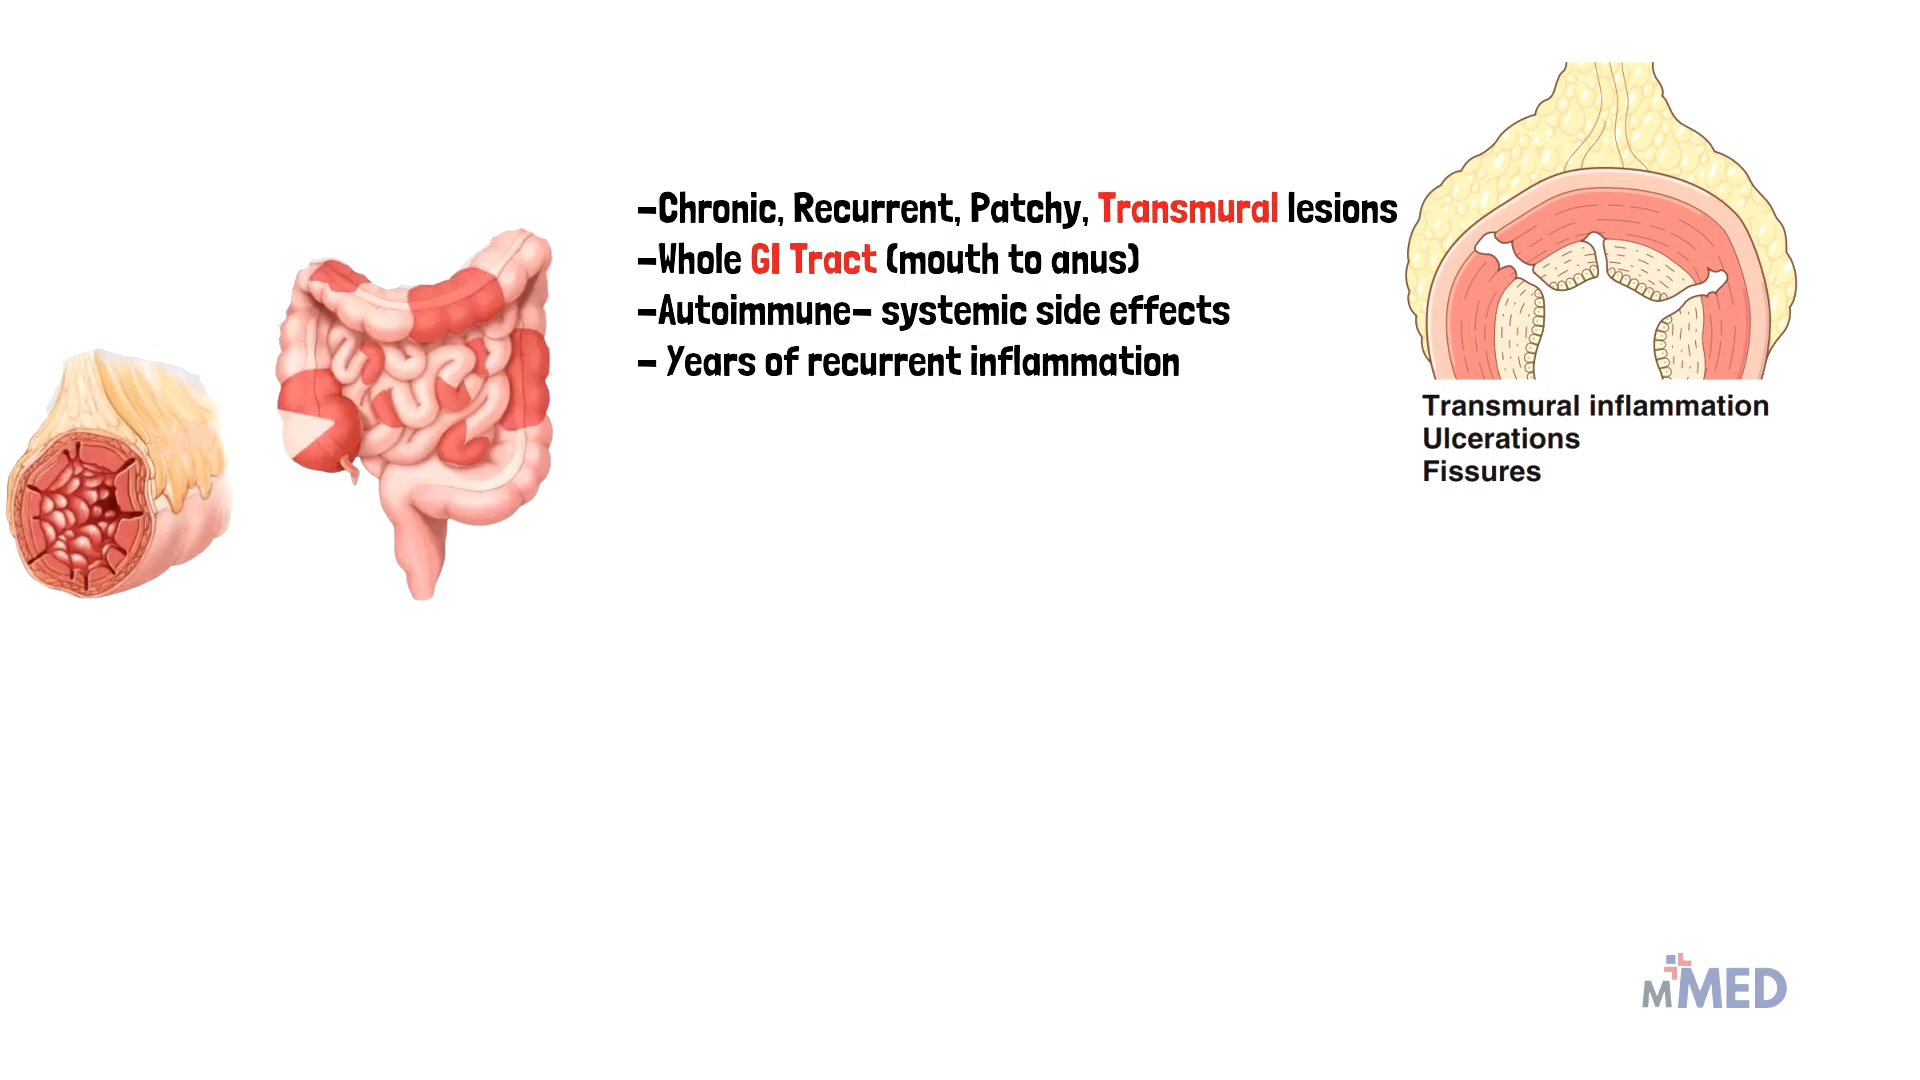 -Chronic, Recurrent, Patchy, Transmural lesions
-Whole GI Tract (mouth to anus)
-Autoimmune- systemic side effects
- Years of recurrent inflammation
Transmural inflammation
Ulcerations
Fissures
MMED